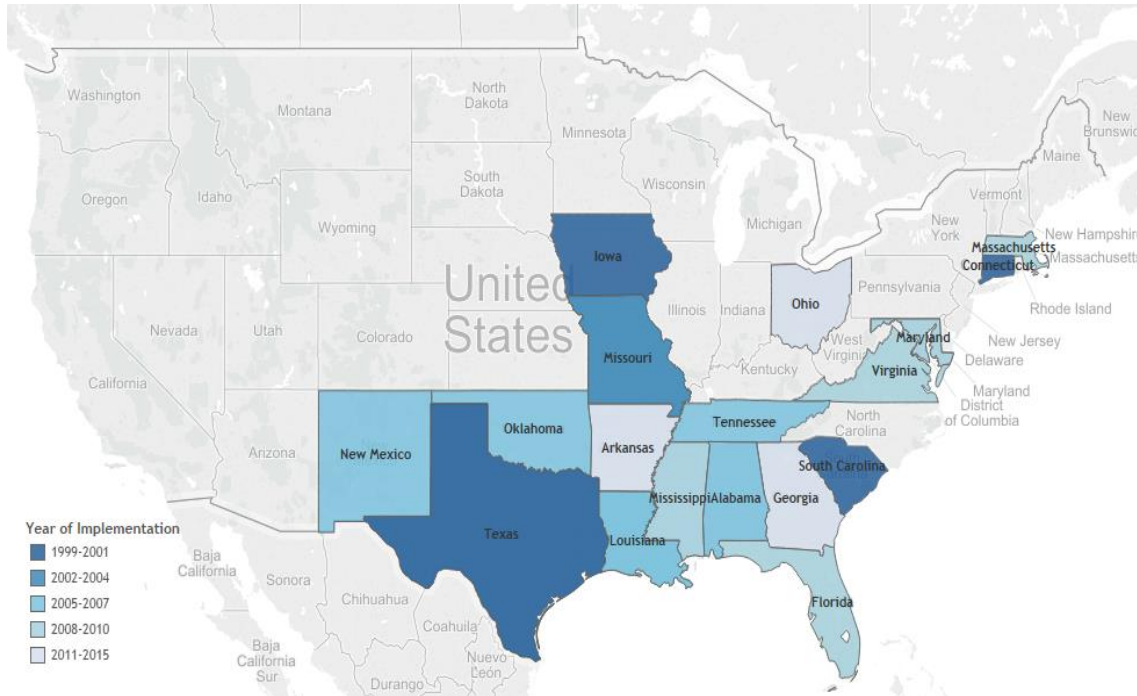 Washington
Montana
North
Dakota
Minnesota
Oregon
Idaho
South
Dakota
Wisconsin
Michigan
Wyoming
Maine
New
Brunswick
Vermont
New
York
New Hampshire
Massachusetts
Massachusetts
Connecticut
Rhode Island
Iowa
United
States
Nevada
Utah
Colorado
Illinois
Indiana
Ohio
Pennsylvania
New Jersey
West
Virginia
Maryland
Delaware
Maryland
District
of Columbia
California
Missouri
Kentucky
Virginia
Arizona
New Mexico
Oklahoma
Arkansas
Tennessee
North
Carolina
South Carolina
Texas
Louisiana
Mississippi
Alabama
Georgia
Florida
Year of Implementation
1999-2001
2002-2004
2005-2007
2008-2010
2011-2015
Baja
California
Sonora
Chihuahua
Coahuila
Baja
California
Sur
Durango
Nuevo
León